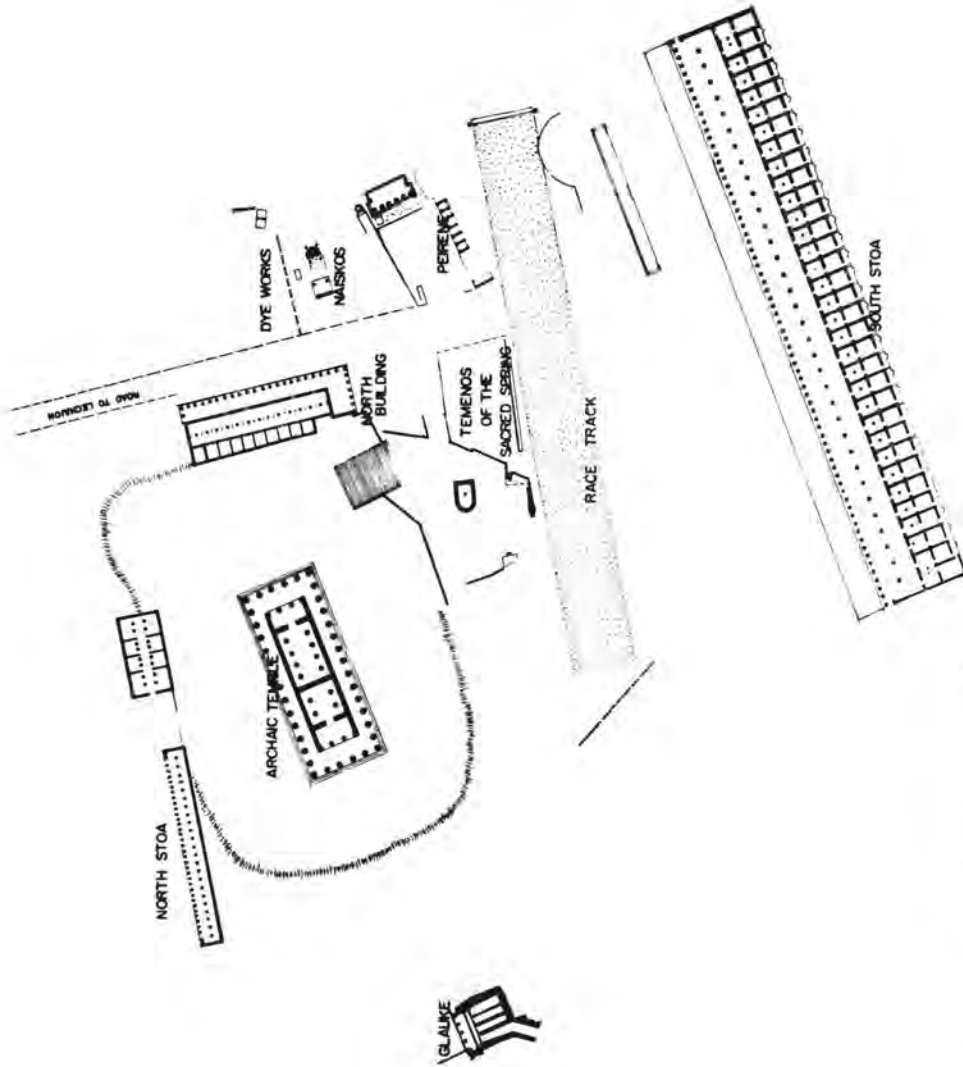 ROAD TO LECHAION
DYE WORKS
NAISKOS
PEIRENE
NORTH
BUILDING
TEMENOS
OF THE
SACRED SPRING
RACE TRACK
SOUTH STOA
ARCHAIC TEMPLE
NORTH STOA
GLAUKE